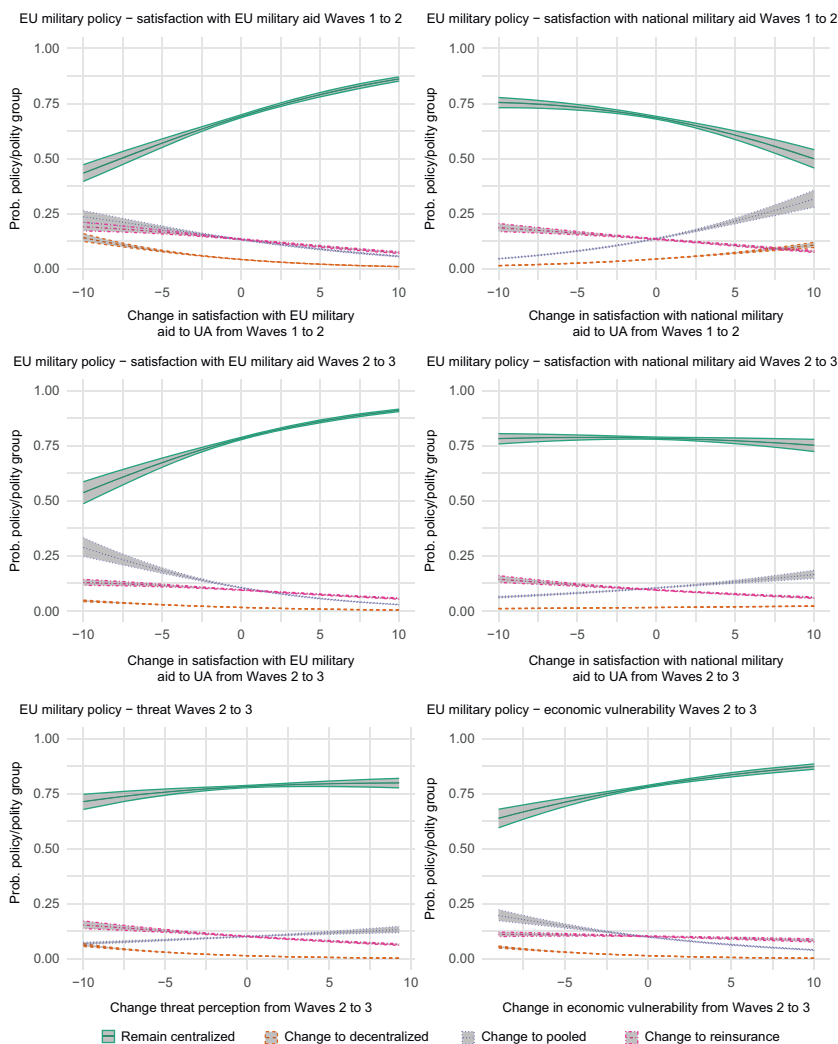 EU military policy – satisfaction with EU military aid Waves 1 to 2
1.00
0.75
0.50
0.25
0.00
Prob. policy/polity group
−10
−5
0
5
10
Change in satisfaction with EU military
aid to UA from Waves 1 to 2
EU military policy – satisfaction with national military aid Waves 1 to 2
1.00
0.75
0.50
0.25
0.00
Prob. policy/polity group
−10
−5
0
5
10
Change in satisfaction with national military
aid to UA from Waves 1 to 2
EU military policy – satisfaction with EU military aid Waves 2 to 3
1.00
0.75
0.50
0.25
0.00
Prob. policy/polity group
−10
−5
0
5
10
Change in satisfaction with EU military
aid to UA from Waves 2 to 3
EU military policy – satisfaction with national military aid Waves 2 to 3
1.00
0.75
0.50
0.25
0.00
Prob. policy/polity group
−10
−5
0
5
10
Change in satisfaction with national military
aid to UA from Waves 2 to 3
EU military policy – threat Waves 2 to 3
1.00
0.75
0.50
0.25
0.00
Prob. policy/polity group
−10
−5
0
5
10
Change threat perception from Waves 2 to 3
EU military policy – economic vulnerability Waves 2 to 3
1.00
0.75
0.50
0.25
0.00
Prob. policy/polity group
−5
0
5
10
Change in economic vulnerability from Waves 2 to 3
Remain centralized
Change to decentralized
Change to pooled
Change to reinsurance